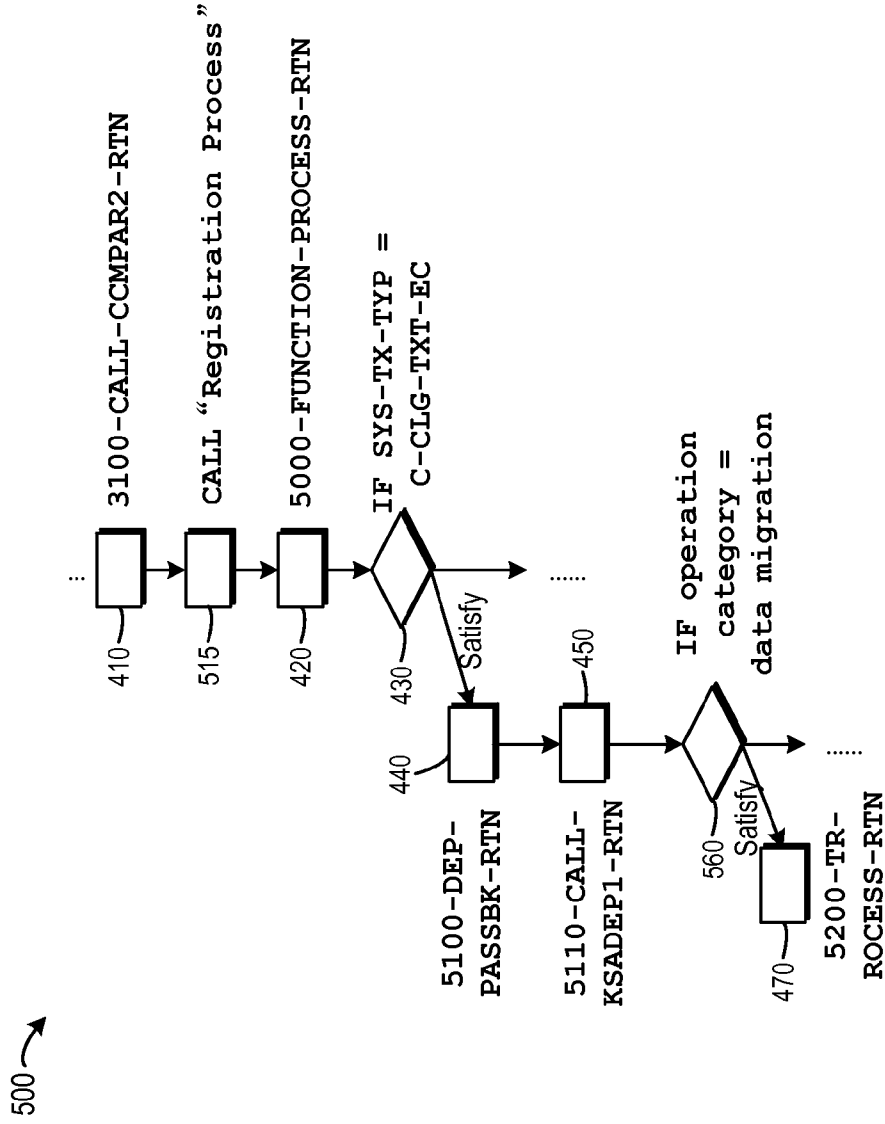 500
...
410
3100-CALL-CCMPAR2-RTN
515
CALL “Registration Process”
420
5000-FUNCTION-PROCESS-RTN
430
IF SYS-TX-TYP =
C-CLG-TXT-EC
Satisfy
......
440
5100-DEP-
PASSBK-RTN
450
5110-CALL-
KSADEP1-RTN
560
IF operation
category =
data migration
Satisfy
......
470
5200-TR-
ROCESS-RTN